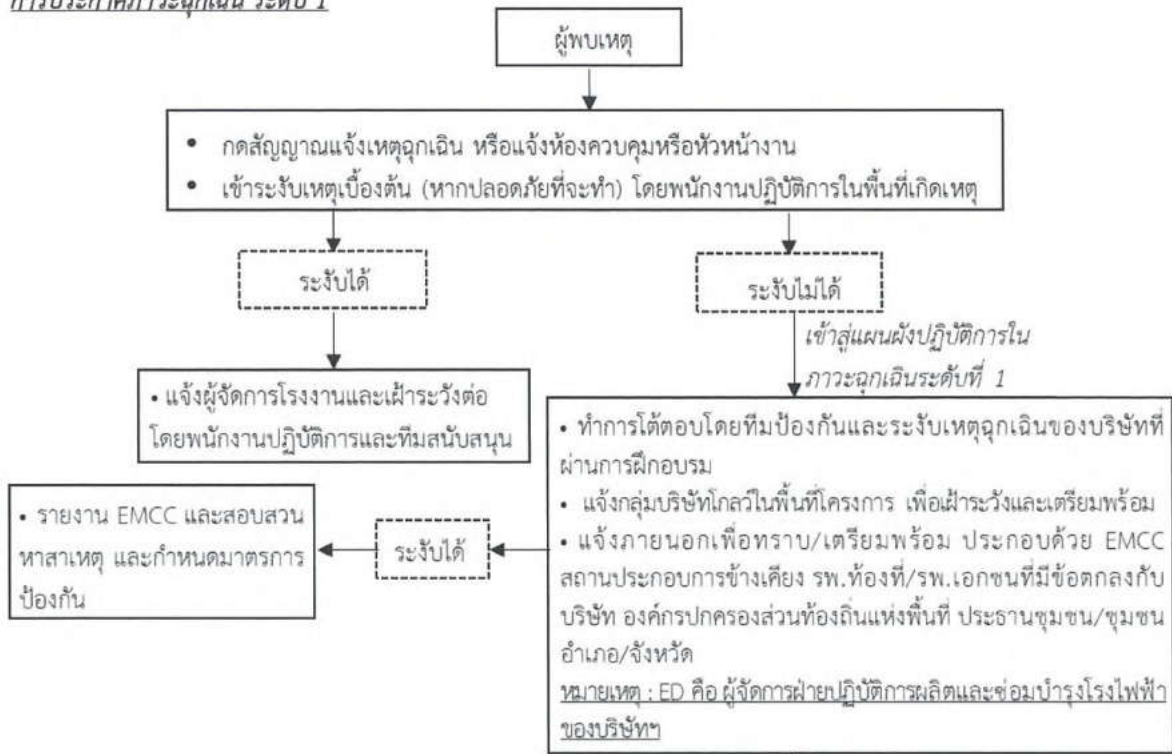 การประกาศภาวะฉุกเฉิน ระดับ 1
ผู้พบเหตุ
• กดสัญญาณแจ้งเหตุฉุกเฉิน หรือแจ้งห้องควบคุมหรือหัวหน้างาน
• เข้าระงับเหตุเบื้องต้น (หากปลอดภัยที่จะทำ) โดยพนักงานปฏิบัติการในพื้นที่เกิดเหตุ
ระงับได้
ระงับไม่ได้
เข้าสู่แผนผังปฏิบัติการใน
ภาวะฉุกเฉินระดับที่ 1
• แจ้งผู้จัดการโรงงานและเฝ้าระวังต่อ
โดยพนักงานปฏิบัติการและทีมสนับสนุน
• ทำการโต้ตอบโดยทีมป้องกันและระงับเหตุฉุกเฉินของบริษัทที่
ผ่านการฝึกอบรม
• แจ้งกลุ่มบริษัทโกลว์ในพื้นที่โครงการ เพื่อเฝ้าระวังและเตรียมพร้อม
• แจ้งภายนอกเพื่อทราบ/เตรียมพร้อม ประกอบด้วย EMCC
สถานประกอบการข้างเคียง รพ.ท้องที่/รพ.เอกชนที่มีข้อตกลงกับ
บริษัท องค์กรปกครองส่วนท้องถิ่นแห่งพื้นที่ ประธานชุมชน/ชุมชน
อำเภอ/จังหวัด
หมายเหตุ : ED คือ ผู้จัดการฝ่ายปฏิบัติการผลิตและซ่อมบำรุงโรงไฟฟ้า
ของบริษัทฯ
ระงับได้
• รายงาน EMCC และสอบสวน
หาสาเหตุ และกำหนดมาตรการ
ป้องกัน